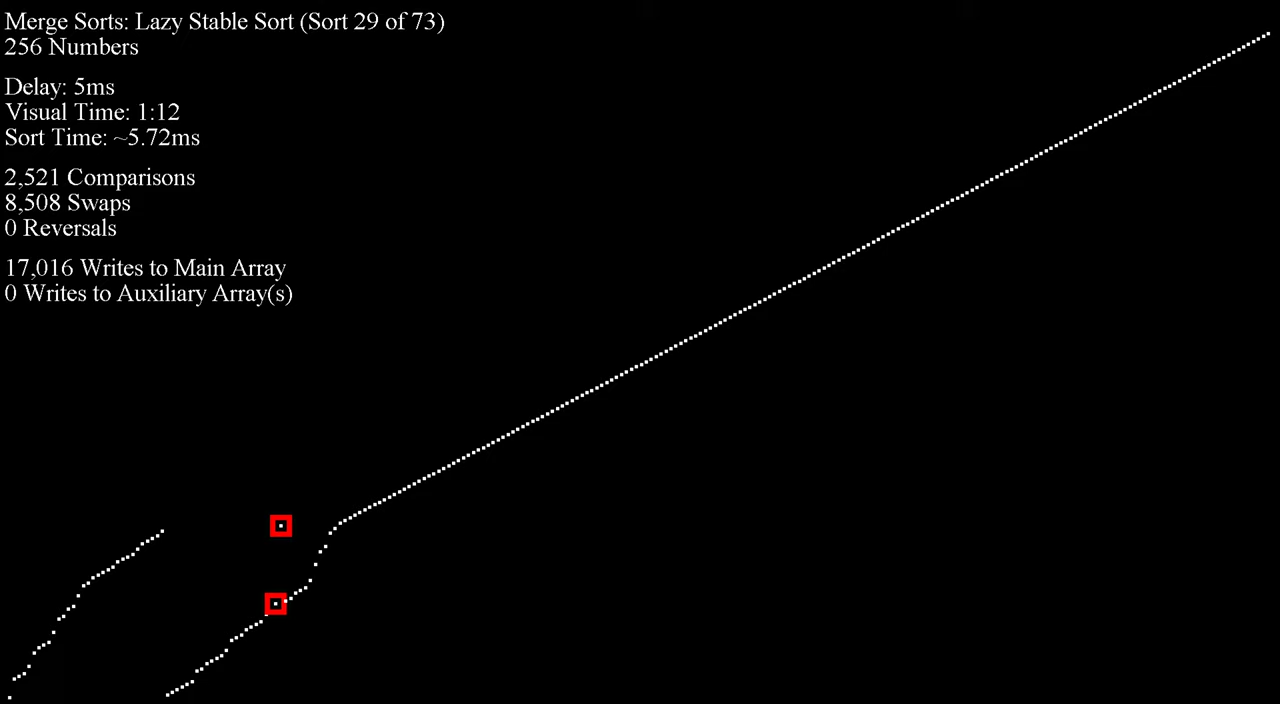 Merge Sorts: Lazy Stable Sort (Sort 29 of 73)
256 Numbers
Delay: 5ms
Visual Time: 1:12
Sort Time: ~5.72ms
2,521 Comparisons
8,508 Swaps
0 Reversals
17,016 Writes to Main Array
0 Writes to Auxiliary Array(s)